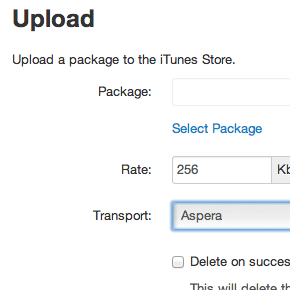 Upload
Upload a package to the iTunes Store.
Package:
Select Package
Rate: 256 Kb
Transport: Aspera
Delete on succes
This will delete th